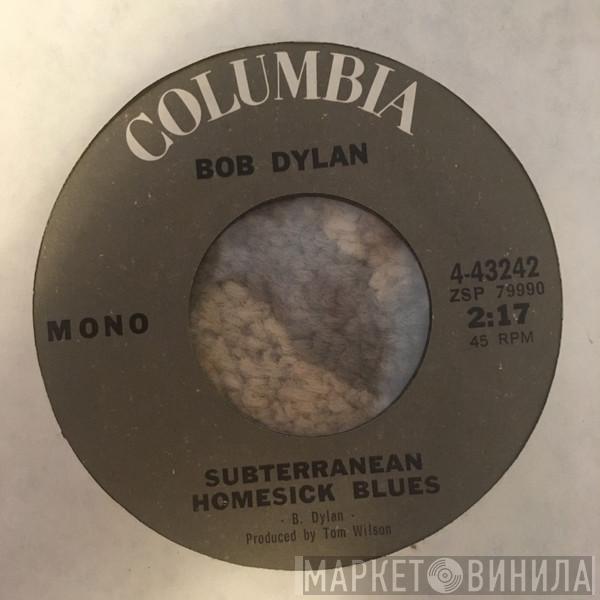 COLUMBIA
BOB DYLAN
4-43242
ZSP 79990
2:17
45 RPM
MONO
SUBTERRANEAN
HOMESICK BLUES
- B. Dylan -
Produced by Tom Wilson
МАРКЕТ ВИНИЛА